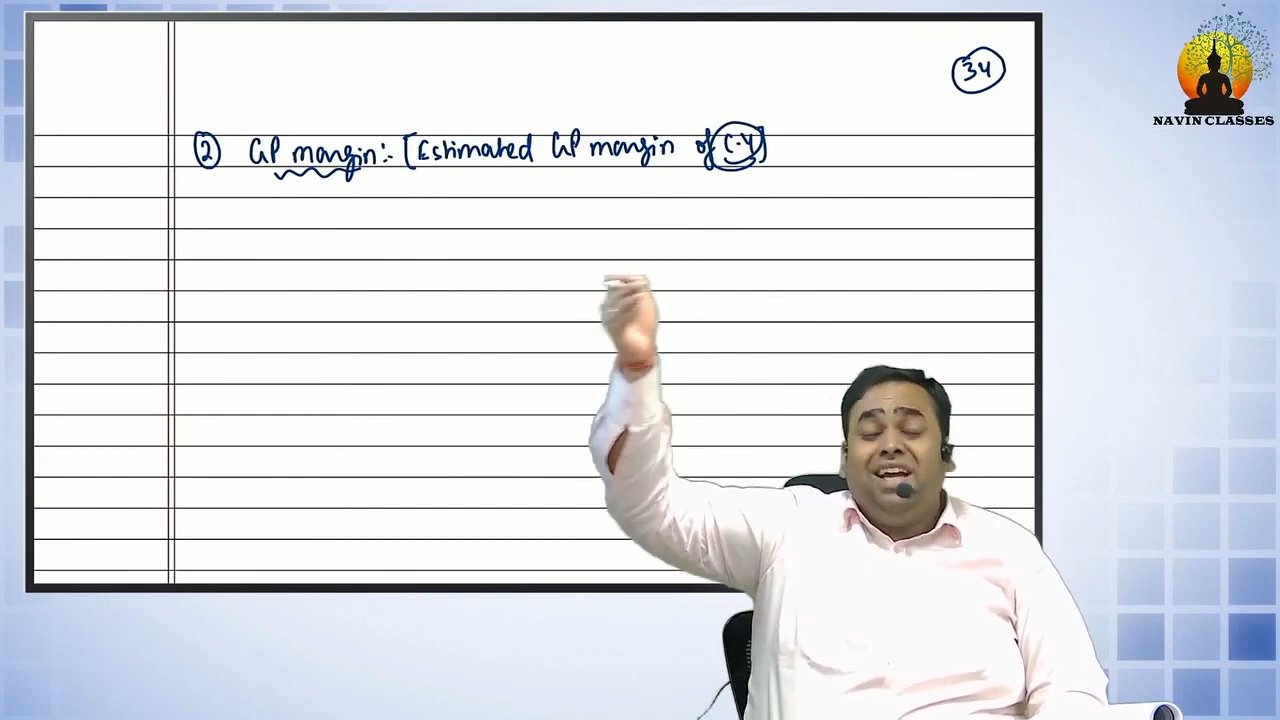 34
NAVIN CLASSES
② GP margin:- [Estimated GP margin of C.Y]